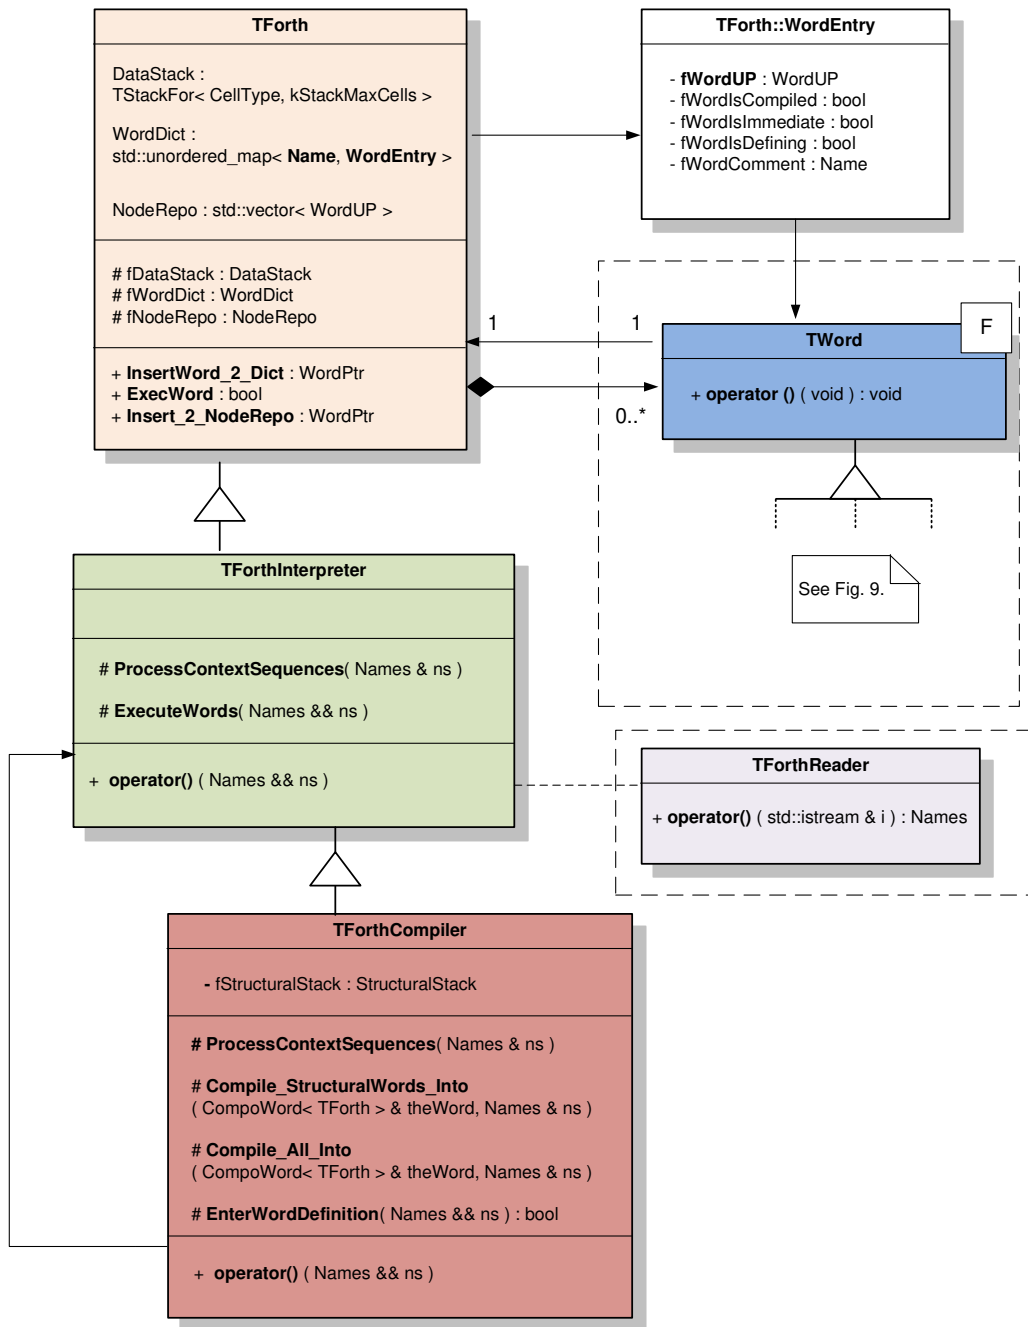 TForth
DataStack :
TStackFor< CellType, kStackMaxCells >
WordDict :
std::unordered_map< Name, WordEntry >
NodeRepo : std::vector< WordUP >
# fDataStack : DataStack
# fWordDict : WordDict
# fNodeRepo : NodeRepo
+ InsertWord_2_Dict : WordPtr
+ ExecWord : bool
+ Insert_2_NodeRepo : WordPtr
TForth::WordEntry
- fWordUP : WordUP
- fWordIsCompiled : bool
- fWordIsImmediate : bool
- fWordIsDefining : bool
- fWordComment : Name
1
1
0..*
F
TWord
+ operator () ( void ) : void
See Fig. 9.
TForthInterpreter
# ProcessContextSequences( Names & ns )
# ExecuteWords( Names && ns )
+ operator() ( Names && ns )
TForthReader
+ operator() ( std::istream & i ) : Names
TForthCompiler
- fStructuralStack : StructuralStack
# ProcessContextSequences( Names & ns )
# Compile_StructuralWords_Into
( CompoWord< TForth > & theWord, Names & ns )
# Compile_All_Into
( CompoWord< TForth > & theWord, Names & ns )
# EnterWordDefinition( Names && ns ) : bool
+ operator() ( Names && ns )